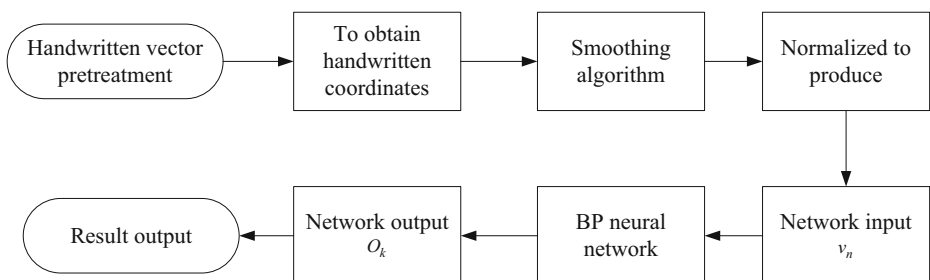 Handwritten vector
pretreatment
To obtain
handwritten
coordinates
Smoothing
algorithm
Normalized to
produce
Network input
vₙ
BP neural
network
Network output
Oₖ
Result output